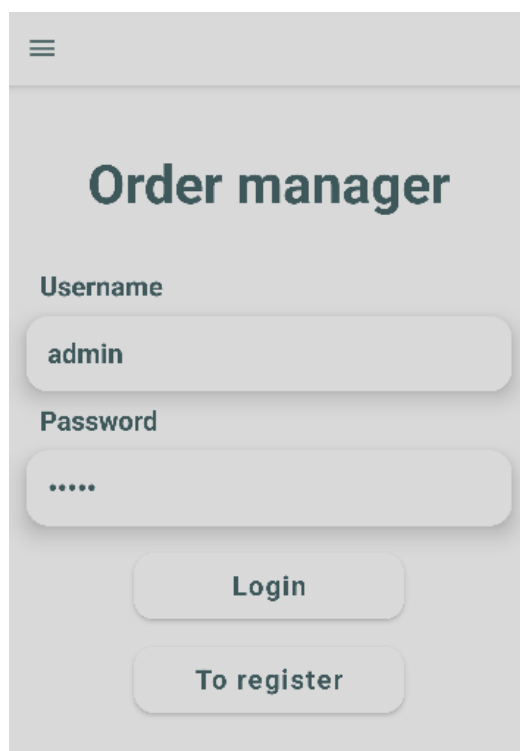 Order manager
Username
admin
Password
•••••
Login
To register